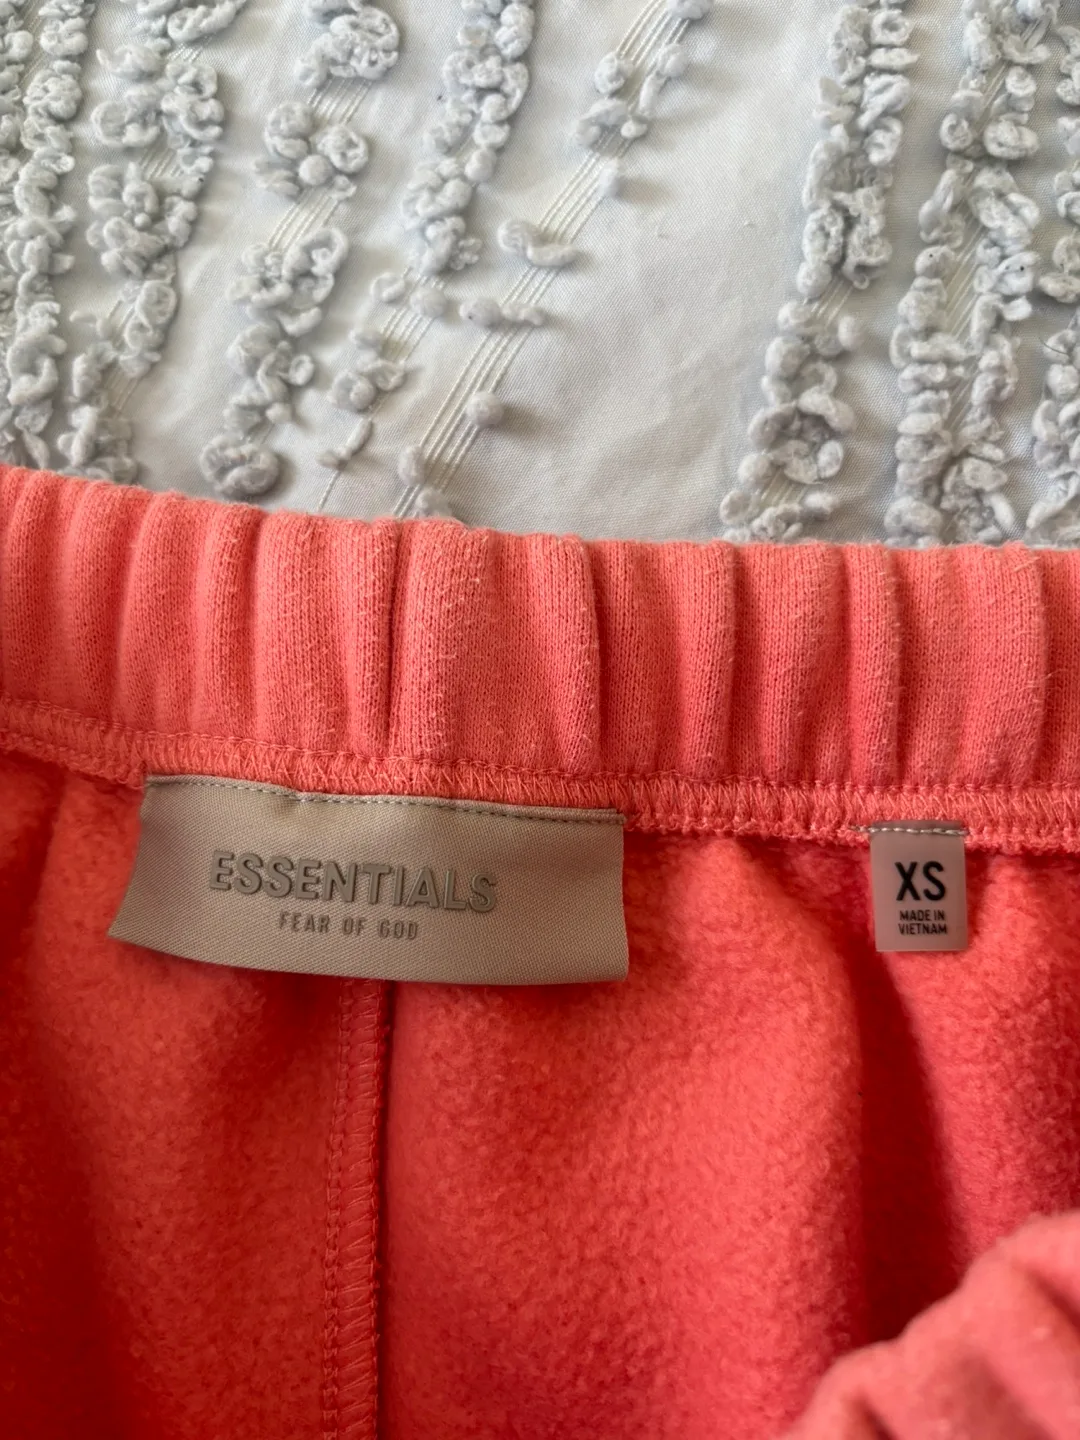 ESSENTIALS
FEAR OF GOD
XS
MADE IN
VIETNAM